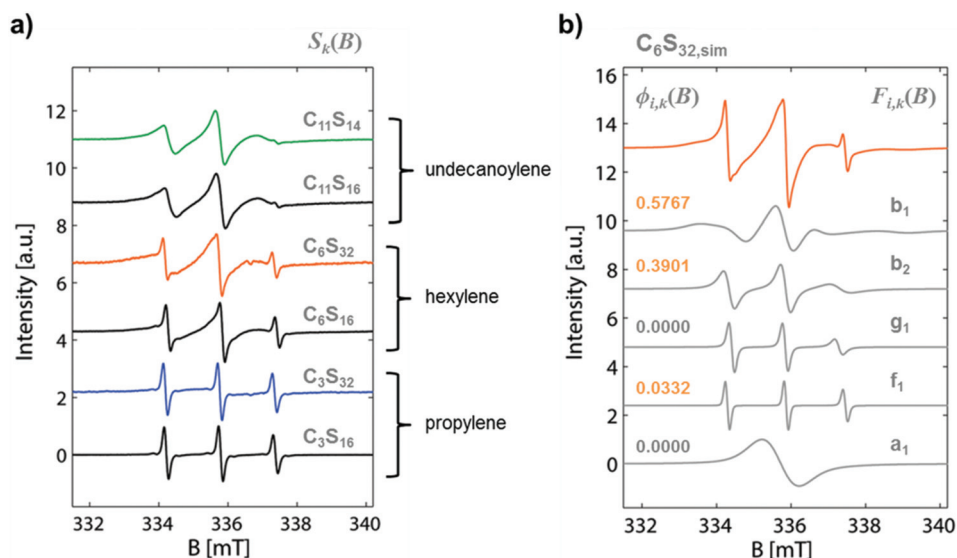 a)
Sₖ(B)
12
10
8
6
4
2
0
Intensity [a.u.]
C₁₁S₁₄
C₁₁S₁₆
undecanoylene
C₆S₃₂
C₆S₁₆
hexylene
C₃S₃₂
C₃S₁₆
propylene
332 334 336 338 340
B [mT]
b)
C₆S₃₂,sim
16
14
12
10
8
6
4
2
0
Intensity [a.u.]
ϕᵢ,ₖ(B) Fᵢ,ₖ(B)
0.5767 b₁
0.3901 b₂
0.0000 g₁
0.0332 f₁
0.0000 a₁
332 334 336 338 340
B [mT]